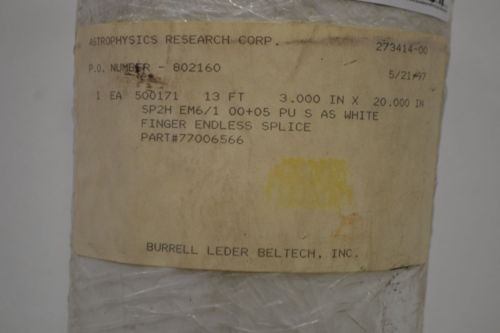 ASTROPHYSICS RESEARCH CORP. 273414-00
P.O. NUMBER - 802160 5/21/97
1 EA 500171 13 FT 3.000 IN X 20.000 IN
SP2H EM6/1 00+05 PU S AS WHITE
FINGER ENDLESS SPLICE
PART#77006566
BURRELL LEDER BELTECH, INC.